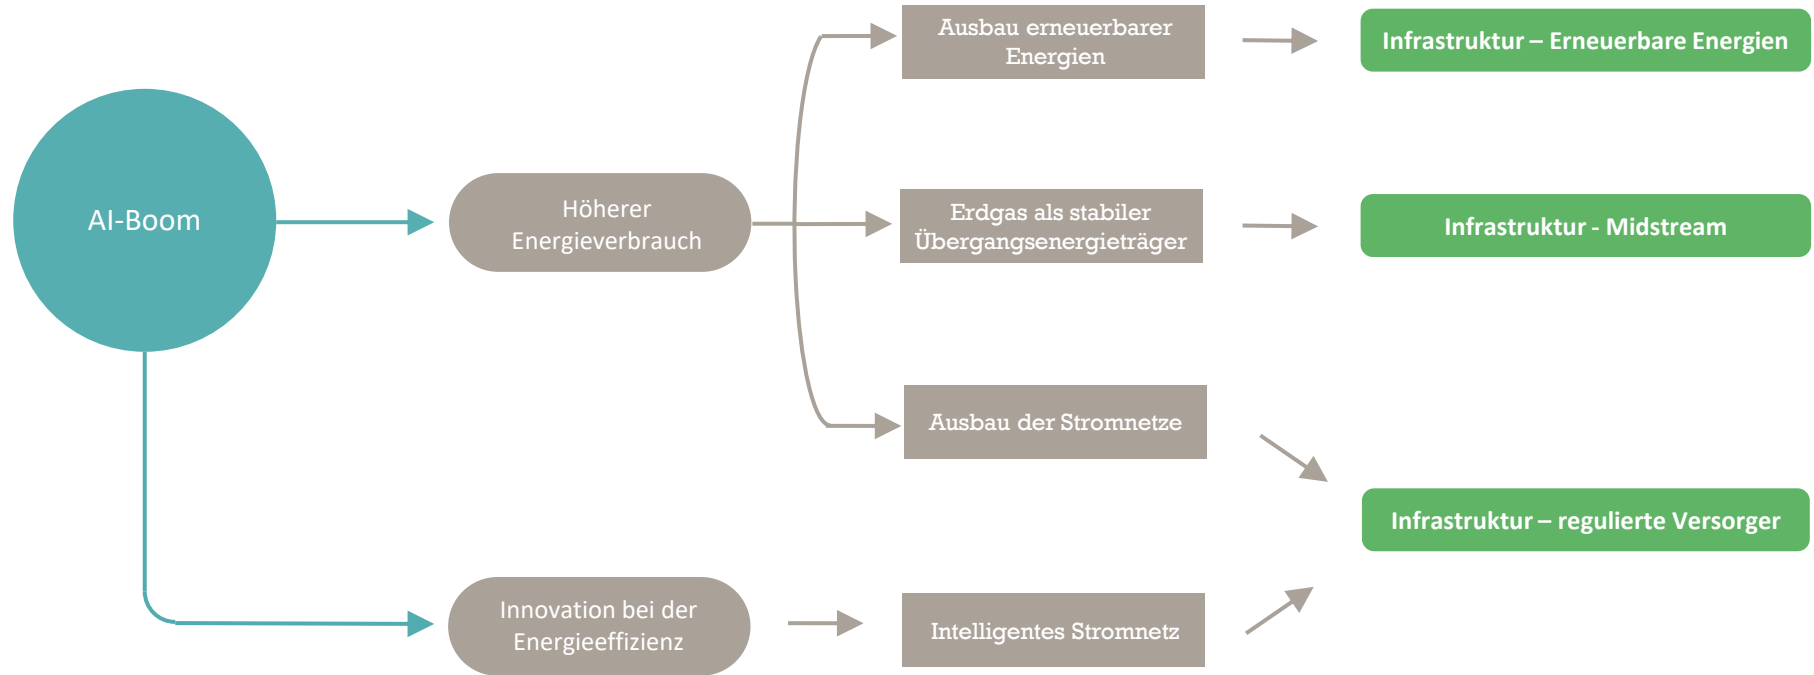 AI-Boom
Höherer
Energieverbrauch
Ausbau erneuerbarer
Energien
Infrastruktur – Erneuerbare Energien
Erdgas als stabiler
Übergangsenergieträger
Infrastruktur - Midstream
Ausbau der Stromnetze
Infrastruktur – regulierte Versorger
Innovation bei der
Energieeffizienz
Intelligentes Stromnetz